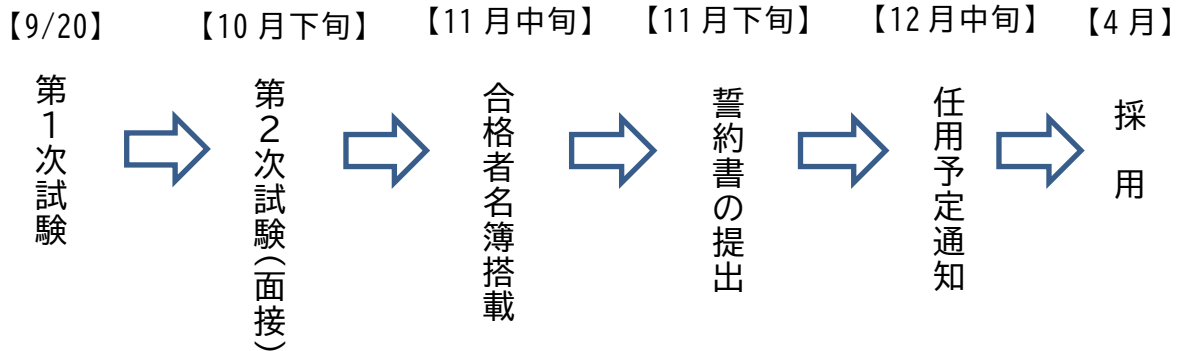 【9/20】 【10月下旬】 【11月中旬】 【11月下旬】 【12月中旬】 【4月】
第1次試験
第2次試験(面接)
合格者名簿搭載
誓約書の提出
任用予定通知
採用